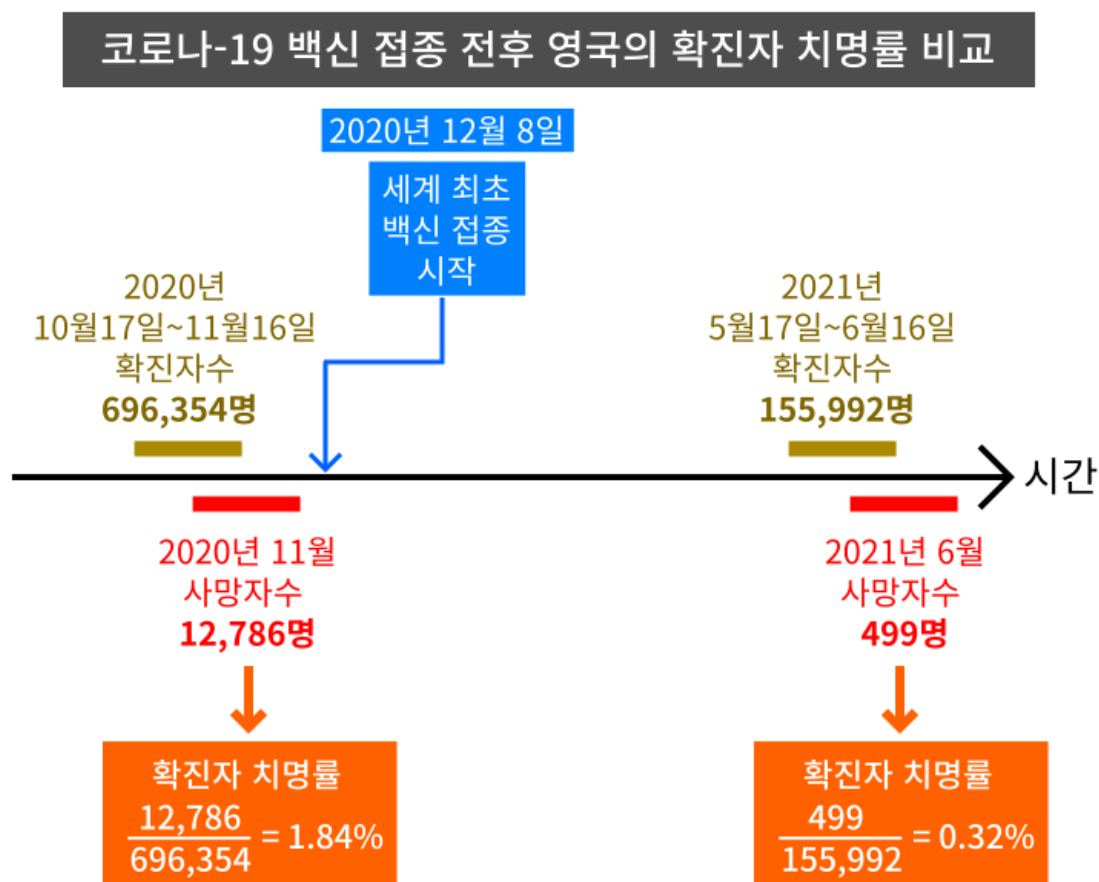 코로나-19 백신 접종 전후 영국의 확진자 치명률 비교
2020년 12월 8일
세계 최초
백신 접종
시작
2020년
10월17일~11월16일
확진자수
696,354명
2021년
5월17일~6월16일
확진자수
155,992명
시간
2020년 11월
사망자수
12,786명
2021년 6월
사망자수
499명
확진자 치명률
12,786
696,354
= 1.84%
확진자 치명률
499
155,992
= 0.32%